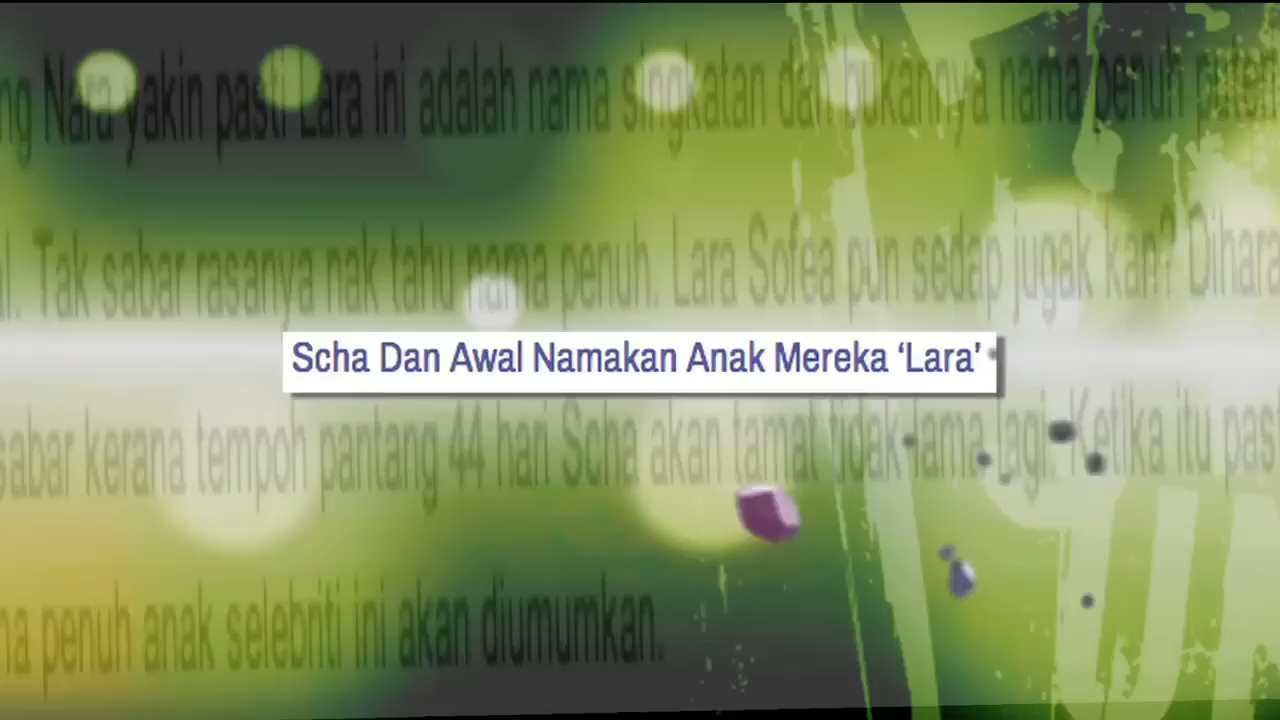 ng Nara yakin pasti Lara ini adalah nama singkatan dan bukannya nama penuh
Tak sabar rasanya nak tahu nama penuh. Lara Sofea pun sedap jugak kan?
Scha Dan Awal Namakan Anak Mereka ‘Lara’
sabar kerana tempoh pantang 44 hari Scha akan tamat tidak lama lagi. Ketika itu
penuh anak selebriti ini akan diumumkan.